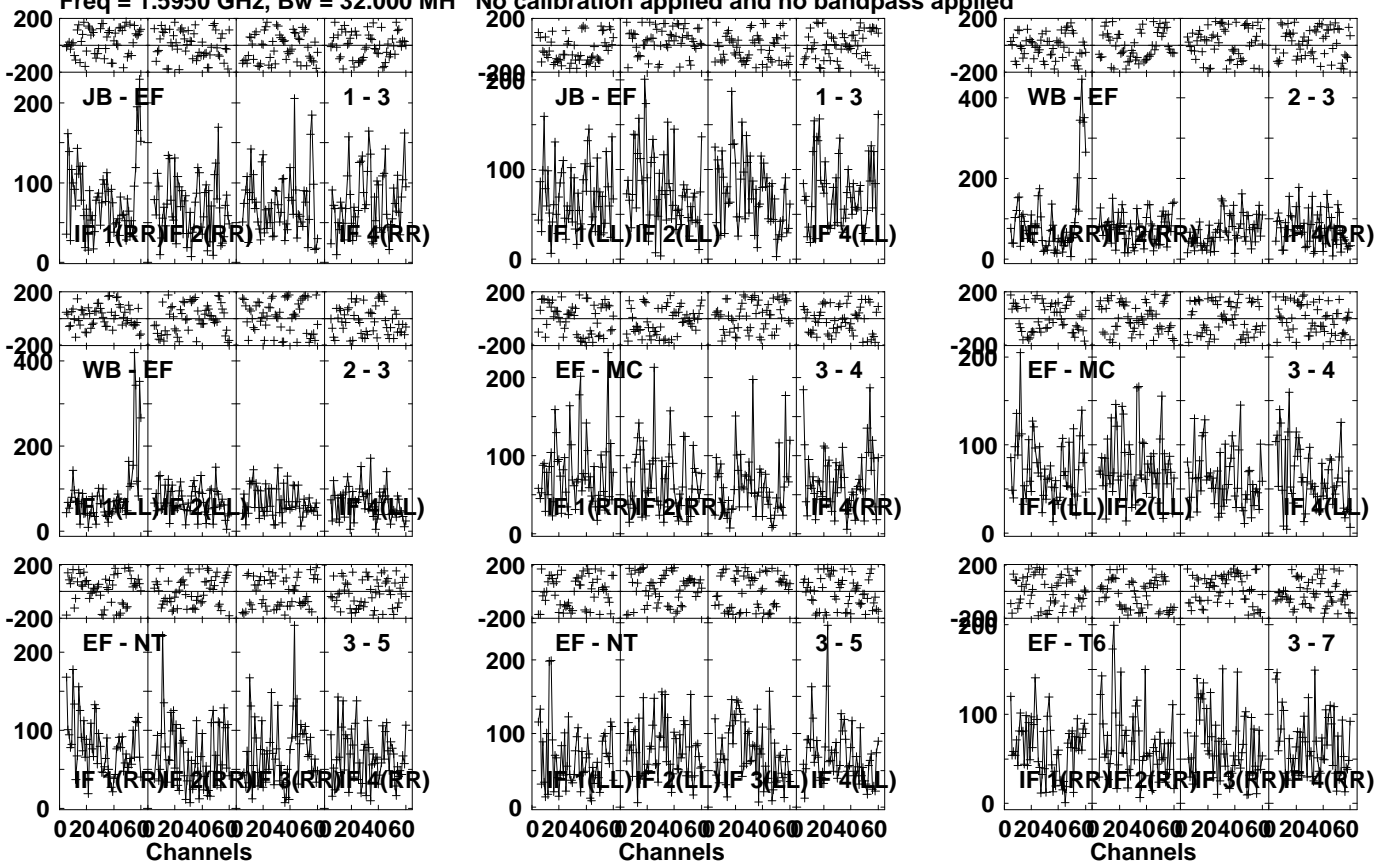 Freq = 1.5950 GHz, Bw = 32.000 MH No calibration applied and no bandpass applied
200
-200
JB - EF 1 - 3
200
100
0
IF 1(RR) IF 2(RR) IF 4(RR)
200
-200
200
JB - EF 1 - 3
100
0
IF 1(LL) IF 2(LL) IF 4(LL)
200
-200
WB - EF 2 - 3
400
200
0
IF 1(RR) IF 2(RR) IF 4(RR)
200
-200
400
WB - EF 2 - 3
200
0
IF 1(LL) IF 2(LL) IF 4(LL)
200
-200
EF - MC 3 - 4
200
100
0
IF 1(RR) IF 2(RR) IF 4(RR)
200
-200
200
EF - MC 3 - 4
100
0
IF 1(LL) IF 2(LL) IF 4(LL)
200
-200
EF - NT 3 - 5
200
100
0
IF 1(RR) IF 2(RR) IF 3(RR) IF 4(RR)
0 20 40 60 0 20 40 60 0 20 40 60 0 20 40 60
Channels
200
-200
EF - NT 3 - 5
200
100
0
IF 1(LL) IF 2(LL) IF 3(LL) IF 4(LL)
0 20 40 60 0 20 40 60 0 20 40 60 0 20 40 60
Channels
200
-200
200
EF - T6 3 - 7
100
0
IF 1(RR) IF 2(RR) IF 3(RR) IF 4(RR)
0 20 40 60 0 20 40 60 0 20 40 60 0 20 40 60
Channels